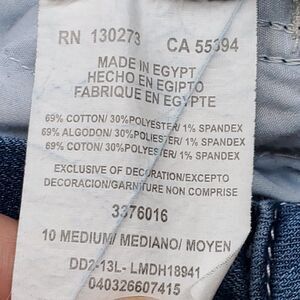 RN 130273 CA 55394
MADE IN EGYPT
HECHO EN EGIPTO
FABRIQUE EN EGYPTE
69% COTTON/ 30%POLYESTER/ 1% SPANDEX
69% ALGODON/ 30%POLIESTER/ 1% SPANDEX
69% COTON/ 30%POLYESTER/ 1% SPANDEX
EXCLUSIVE OF DECORATION/EXCEPTO
DECORACION/GARNITURE NON COMPRISE
3376016
10 MEDIUM/ MEDIANO/ MOYEN
DD2-13L- LMDH18941
040326607415